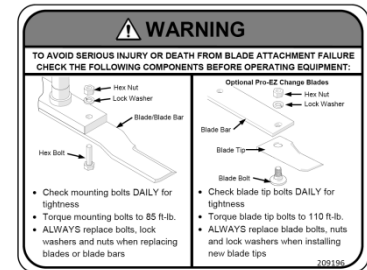 WARNING
TO AVOID SERIOUS INJURY OR DEATH FROM BLADE ATTACHMENT FAILURE
CHECK THE FOLLOWING COMPONENTS BEFORE OPERATING EQUIPMENT:
Hex Nut
Lock Washer
Blade/Blade Bar
Hex Bolt
• Check mounting bolts DAILY for
tightness
• Torque mounting bolts to 85 ft-lb.
• ALWAYS replace bolts, lock
washers and nuts when replacing
blades or blade bars
Optional Pro-EZ Change Blades
Hex Nut
Lock Washer
Blade Bar
Blade Tip
Blade Bolt
• Check blade tip bolts DAILY for
tightness
• Torque blade tip bolts to 110 ft-lb.
• ALWAYS replace blade bolts, nuts
and lock washers when installing
new blade tips
209196